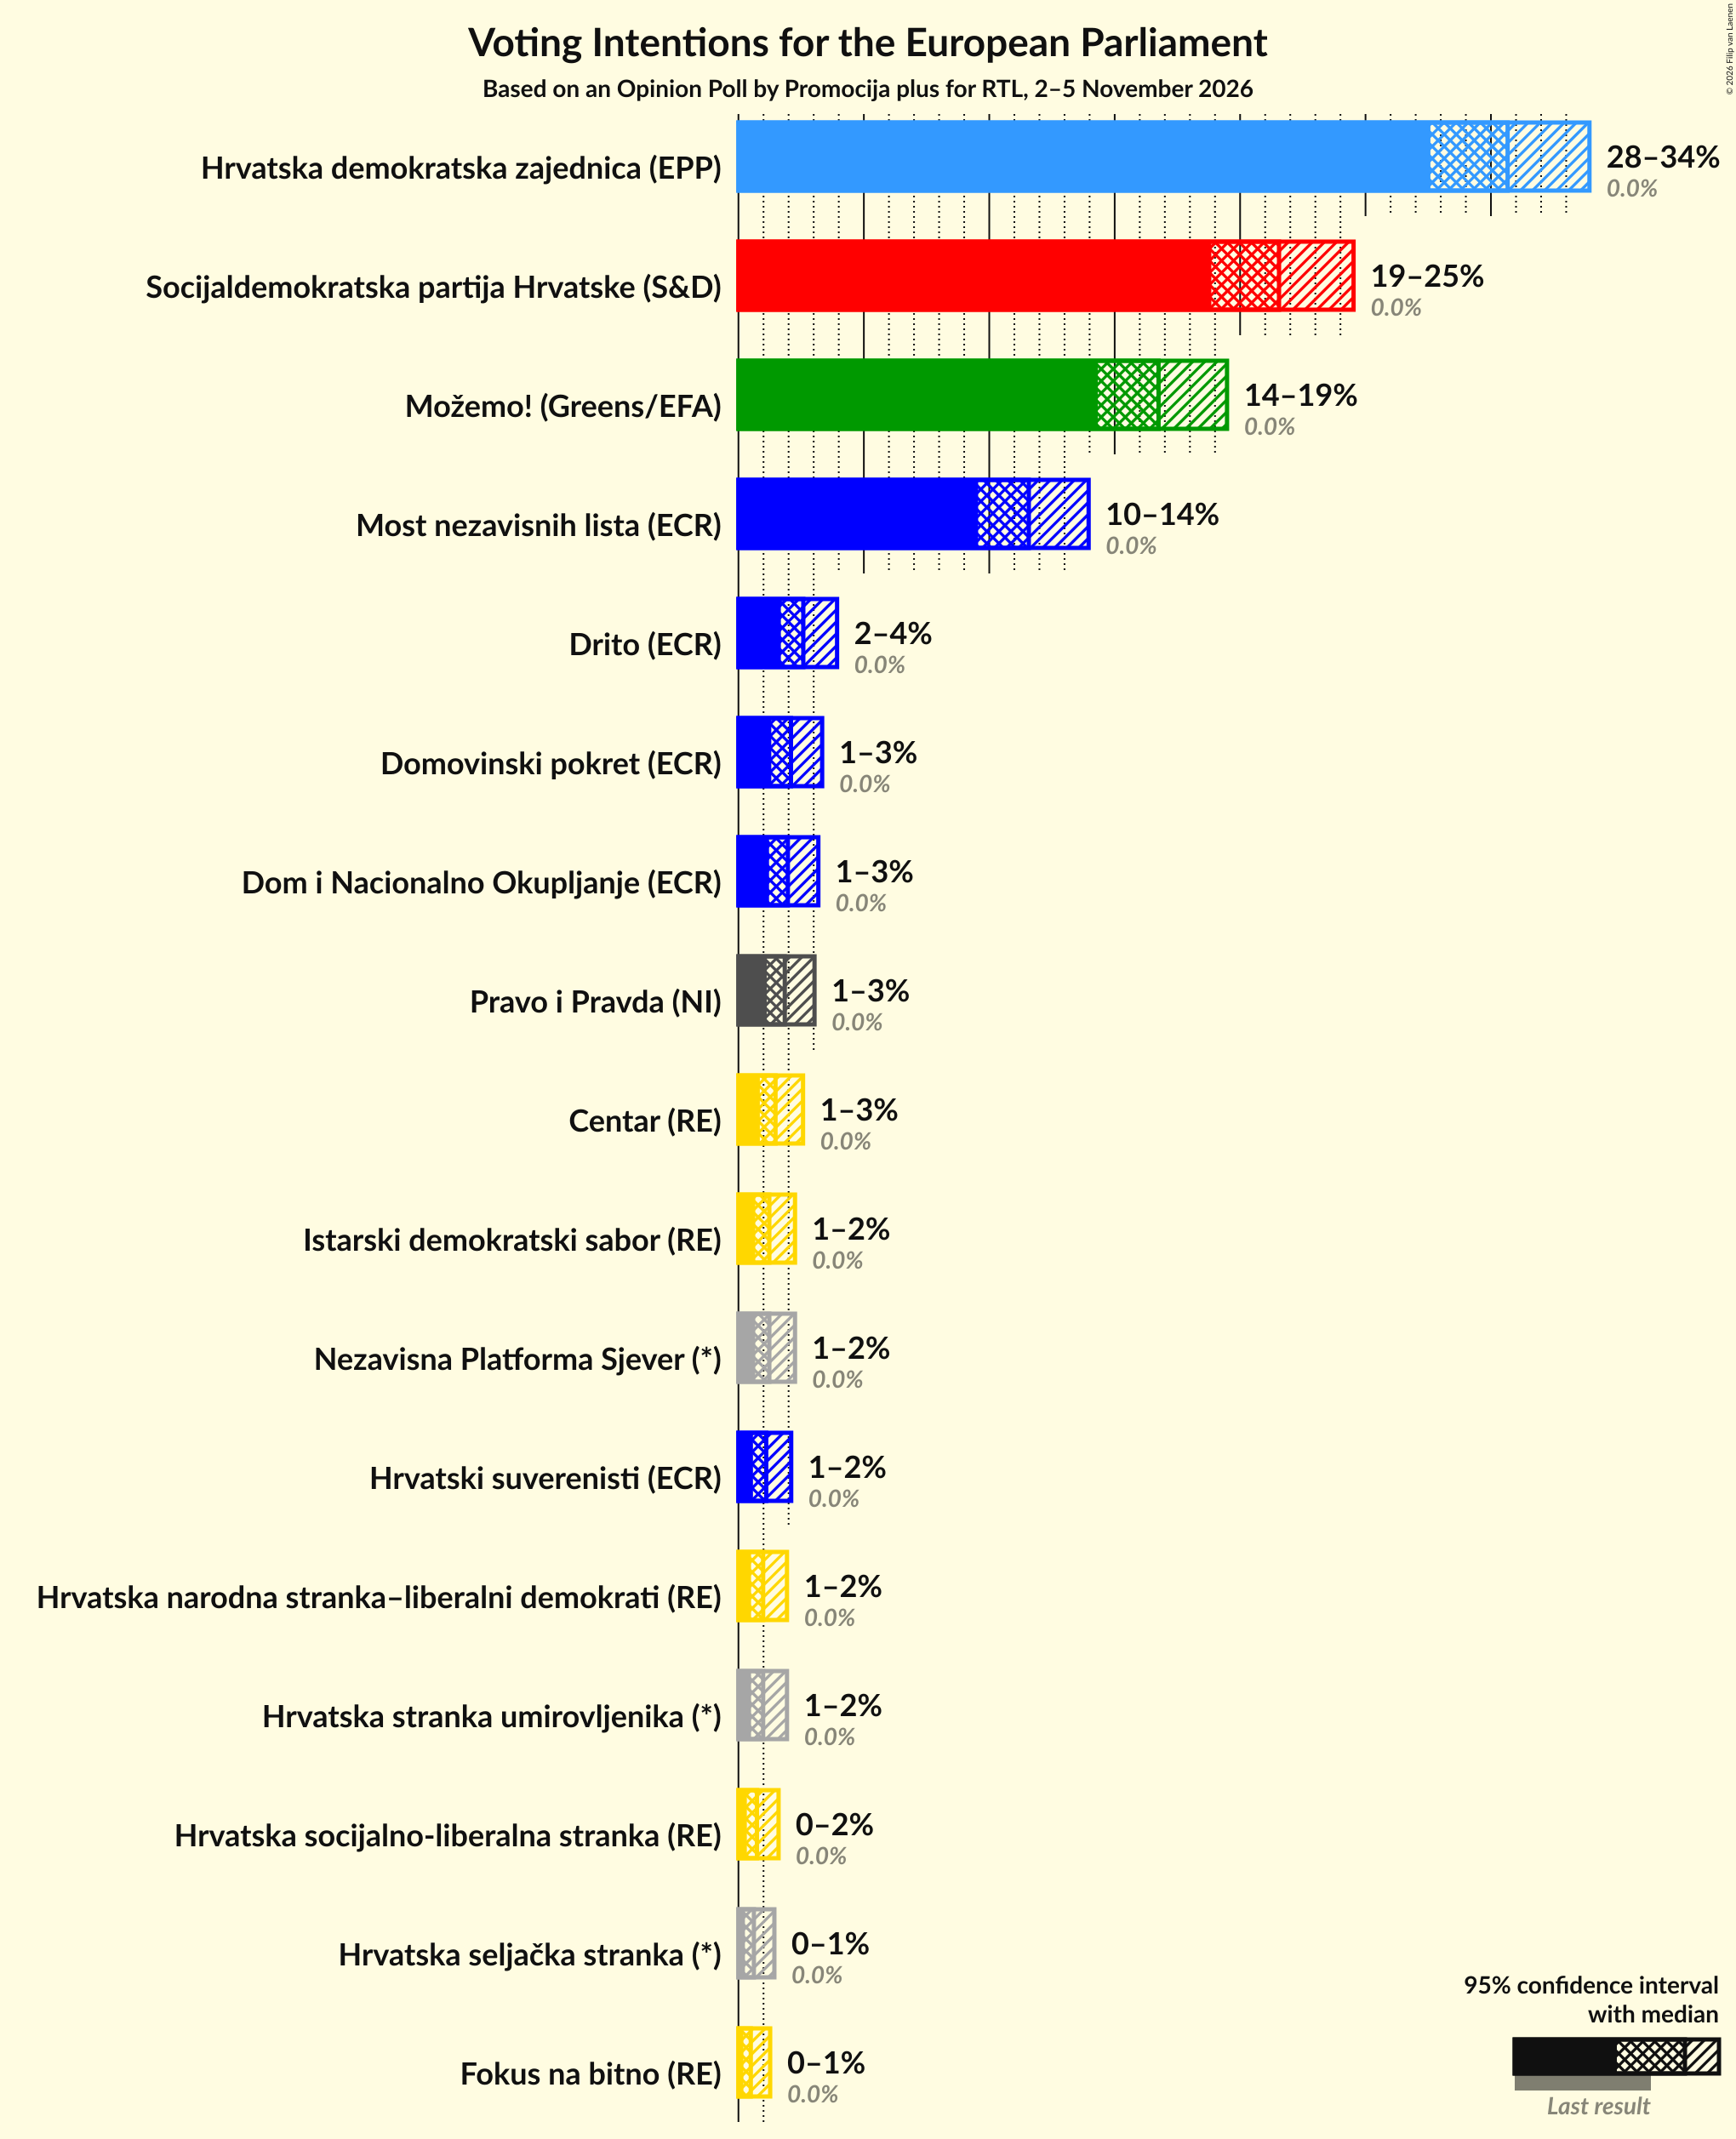 Voting Intentions for the European Parliament
Based on an Opinion Poll by Promocija plus for RTL, 2–5 November 2026
© 2026 Filip van Laenen
Hrvatska demokratska zajednica (EPP)
28–34%
0.0%
Socijaldemokratska partija Hrvatske (S&D)
19–25%
0.0%
Možemo! (Greens/EFA)
14–19%
0.0%
Most nezavisnih lista (ECR)
10–14%
0.0%
Drito (ECR)
2–4%
0.0%
Domovinski pokret (ECR)
1–3%
0.0%
Dom i Nacionalno Okupljanje (ECR)
1–3%
0.0%
Pravo i Pravda (NI)
1–3%
0.0%
Centar (RE)
1–3%
0.0%
Istarski demokratski sabor (RE)
1–2%
0.0%
Nezavisna Platforma Sjever (*)
1–2%
0.0%
Hrvatski suverenisti (ECR)
1–2%
0.0%
Hrvatska narodna stranka–liberalni demokrati (RE)
1–2%
0.0%
Hrvatska stranka umirovljenika (*)
1–2%
0.0%
Hrvatska socijalno-liberalna stranka (RE)
0–2%
0.0%
Hrvatska seljačka stranka (*)
0–1%
0.0%
Fokus na bitno (RE)
0–1%
0.0%
95% confidence interval
with median
Last result